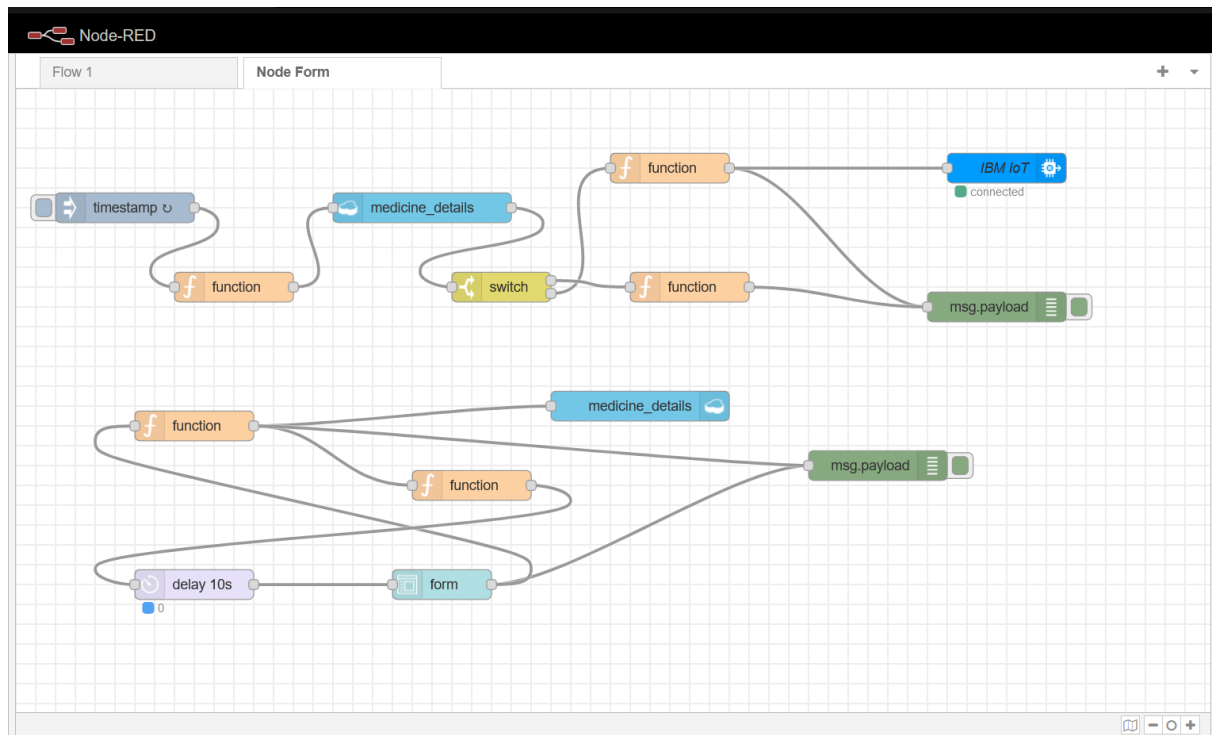 Node-RED
Flow 1
Node Form
function
IBM IoT
connected
timestamp ↻
medicine_details
function
switch
function
msg.payload
medicine_details
function
msg.payload
function
delay 10s
form
0